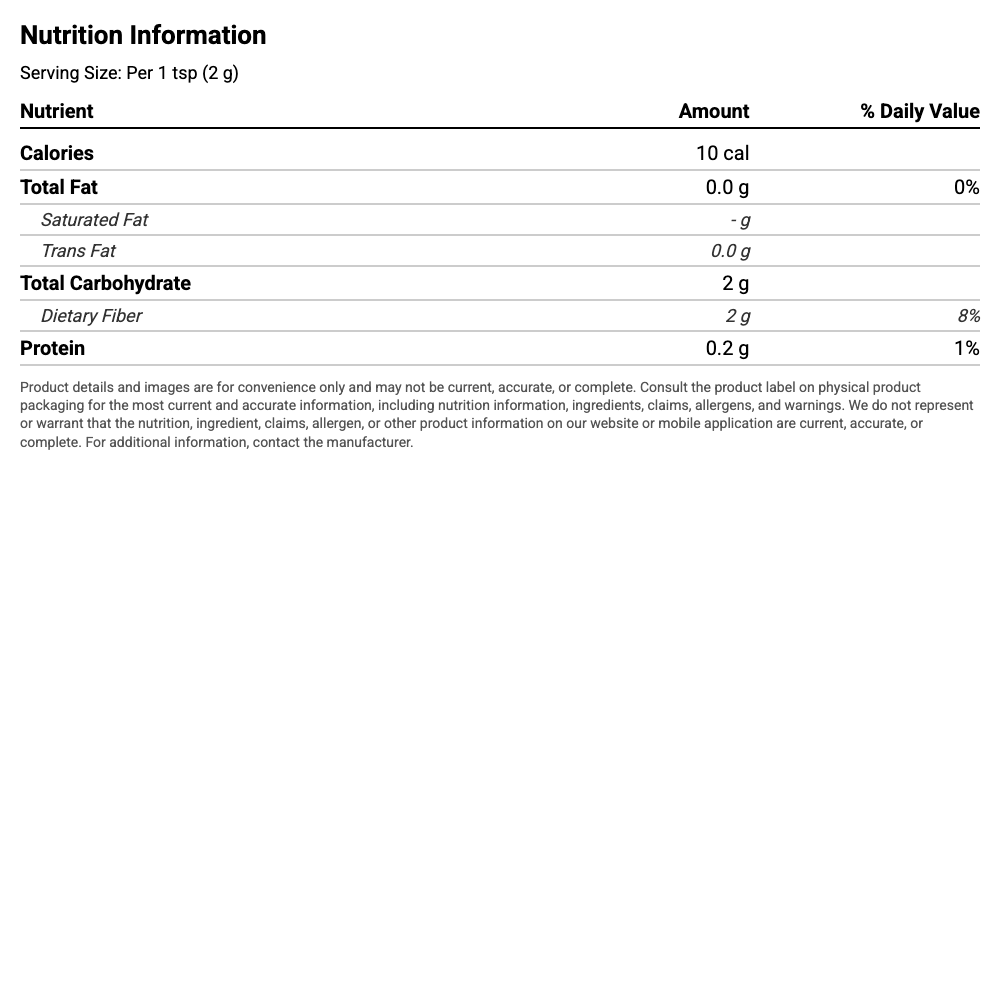 Nutrition Information
Serving Size: Per 1 tsp (2 g)
Nutrient Amount % Daily Value
Calories 10 cal
Total Fat 0.0 g 0%
Saturated Fat - g
Trans Fat 0.0 g
Total Carbohydrate 2 g
Dietary Fiber 2 g 8%
Protein 0.2 g 1%
Product details and images are for convenience only and may not be current, accurate, or complete. Consult the product label on physical product
packaging for the most current and accurate information, including nutrition information, ingredients, claims, allergens, and warnings. We do not represent
or warrant that the nutrition, ingredient, claims, allergen, or other product information on our website or mobile application are current, accurate, or
complete. For additional information, contact the manufacturer.